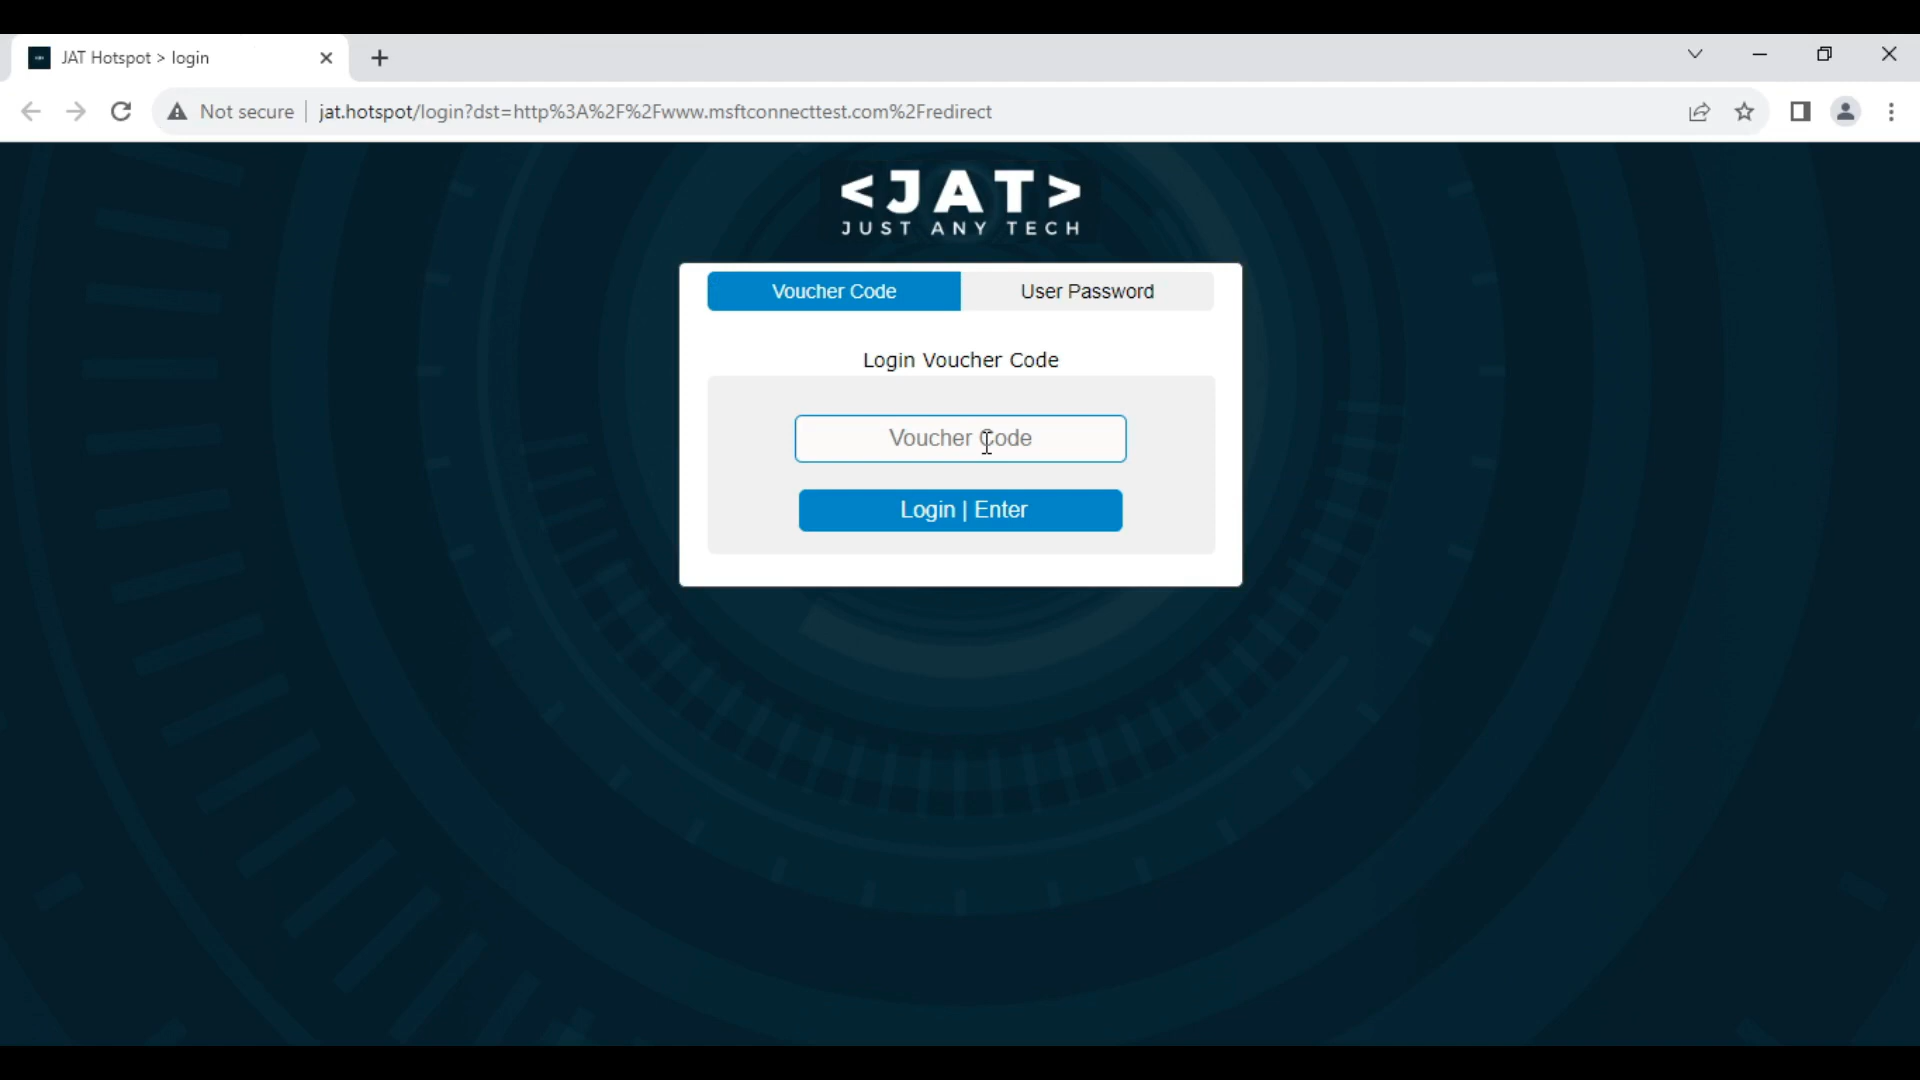 JAT Hotspot > login
Not secure
jat.hotspot/login?dst=http%3A%2F%2Fwww.msftconnecttest.com%2Fredirect
<JAT>
JUST ANY TECH
Voucher Code
User Password
Login Voucher Code
Voucher Code
Login | Enter